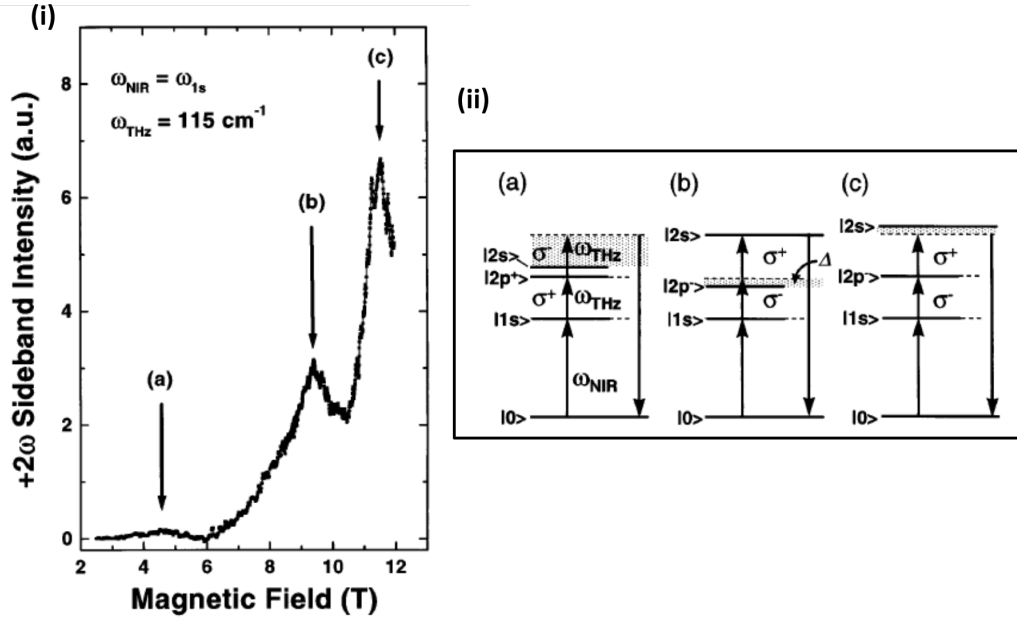 (i)
(c)
8
ω_NIR = ω_1s
ω_THz = 115 cm⁻¹
6
(b)
4
(a)
2
0
2 4 6 8 10 12
+2ω Sideband Intensity (a.u.)
Magnetic Field (T)
(ii)
(a) (b) (c)
|2s> σ⁻ ω_THz
|2p⁺>
σ⁺ ω_THz
|1s>
ω_NIR
|0>
|2s>
σ⁺ Δ
|2p⁻>
σ⁻
|1s>
|0>
|2s>
σ⁺
|2p⁻>
σ⁻
|1s>
|0>